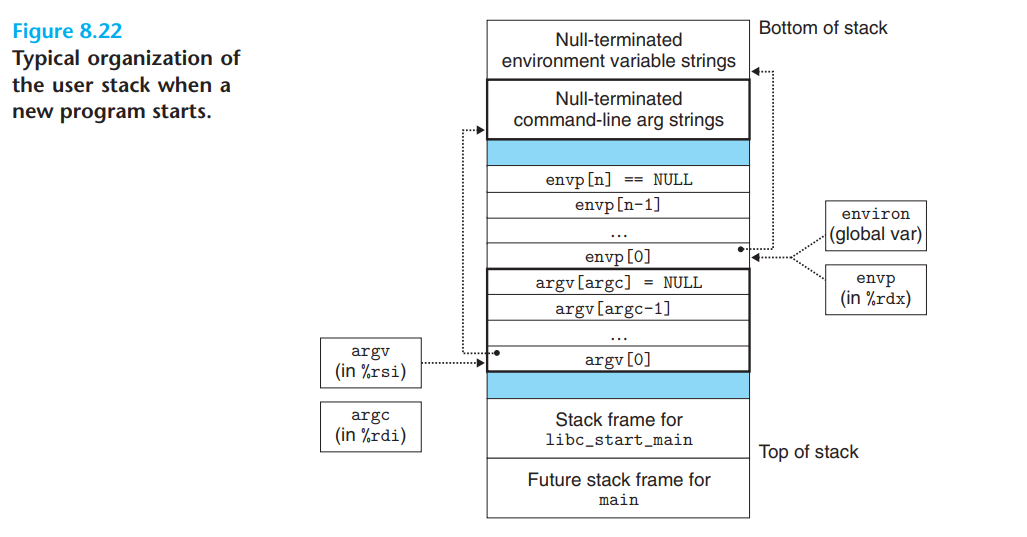 Figure 8.22
Typical organization of
the user stack when a
new program starts.
Bottom of stack
Null-terminated
environment variable strings
Null-terminated
command-line arg strings
envp[n] == NULL
envp[n-1]
...
envp[0]
environ
(global var)
envp
(in %rdx)
argv[argc] = NULL
argv[argc-1]
...
argv[0]
argv
(in %rsi)
argc
(in %rdi)
Stack frame for
libc_start_main
Top of stack
Future stack frame for
main